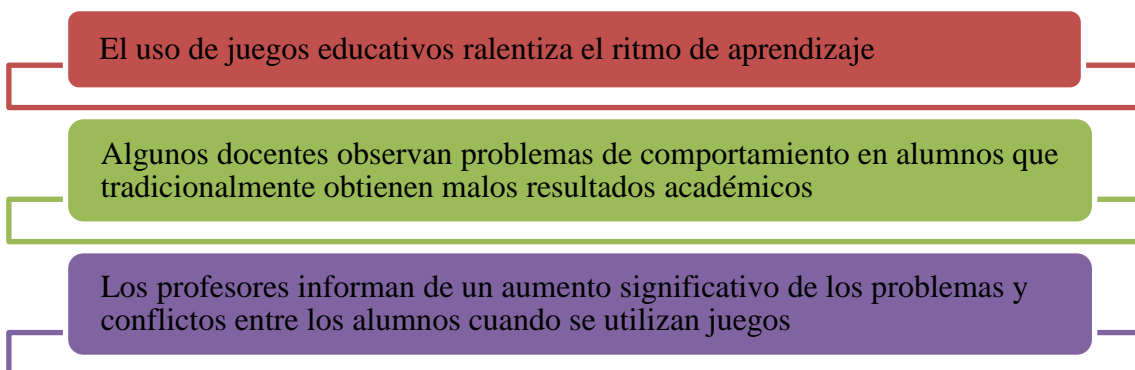 El uso de juegos educativos ralentiza el ritmo de aprendizaje
Algunos docentes observan problemas de comportamiento en alumnos que
tradicionalmente obtienen malos resultados académicos
Los profesores informan de un aumento significativo de los problemas y
conflictos entre los alumnos cuando se utilizan juegos